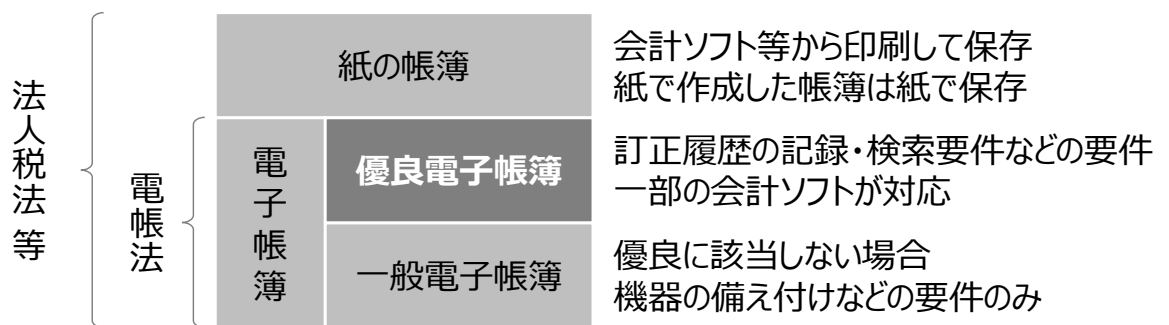 法人税法等
電帳法
紙の帳簿
会計ソフト等から印刷して保存
紙で作成した帳簿は紙で保存
電子帳簿
優良電子帳簿
訂正履歴の記録・検索要件などの要件
一部の会計ソフトが対応
一般電子帳簿
優良に該当しない場合
機器の備え付けなどの要件のみ